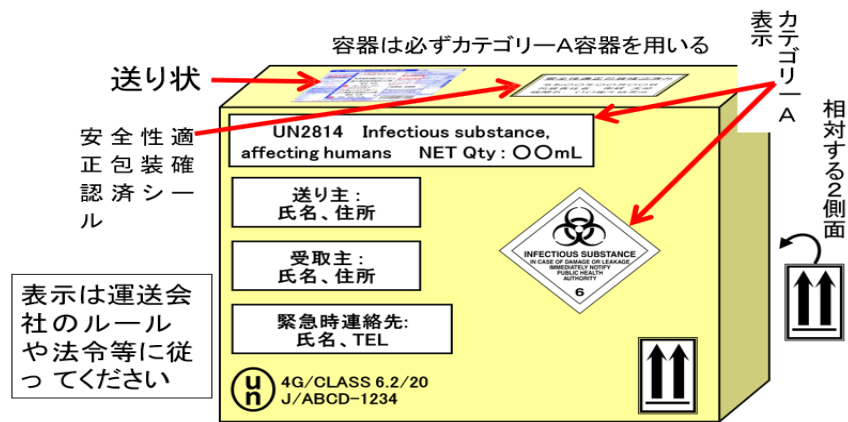 容器は必ずカテゴリーA容器を用いる
カテゴリーA
表示
送り状
安全性適
正包装確
認済シー
ル
UN2814 Infectious substance,
affecting humans NET Qty : 〇〇mL
送り主 :
氏名、住所
受取主 :
氏名、住所
緊急時連絡先:
氏名、TEL
INFECTIOUS SUBSTANCE
IN CASE OF DAMAGE OR LEAKAGE
IMMEDIATELY NOTIFY
PUBLIC HEALTH
AUTHORITY
6
相対する2側面
表示は運送会
社のルール
や法令等に従
ってください
un
4G/CLASS 6.2/20
J/ABCD-1234